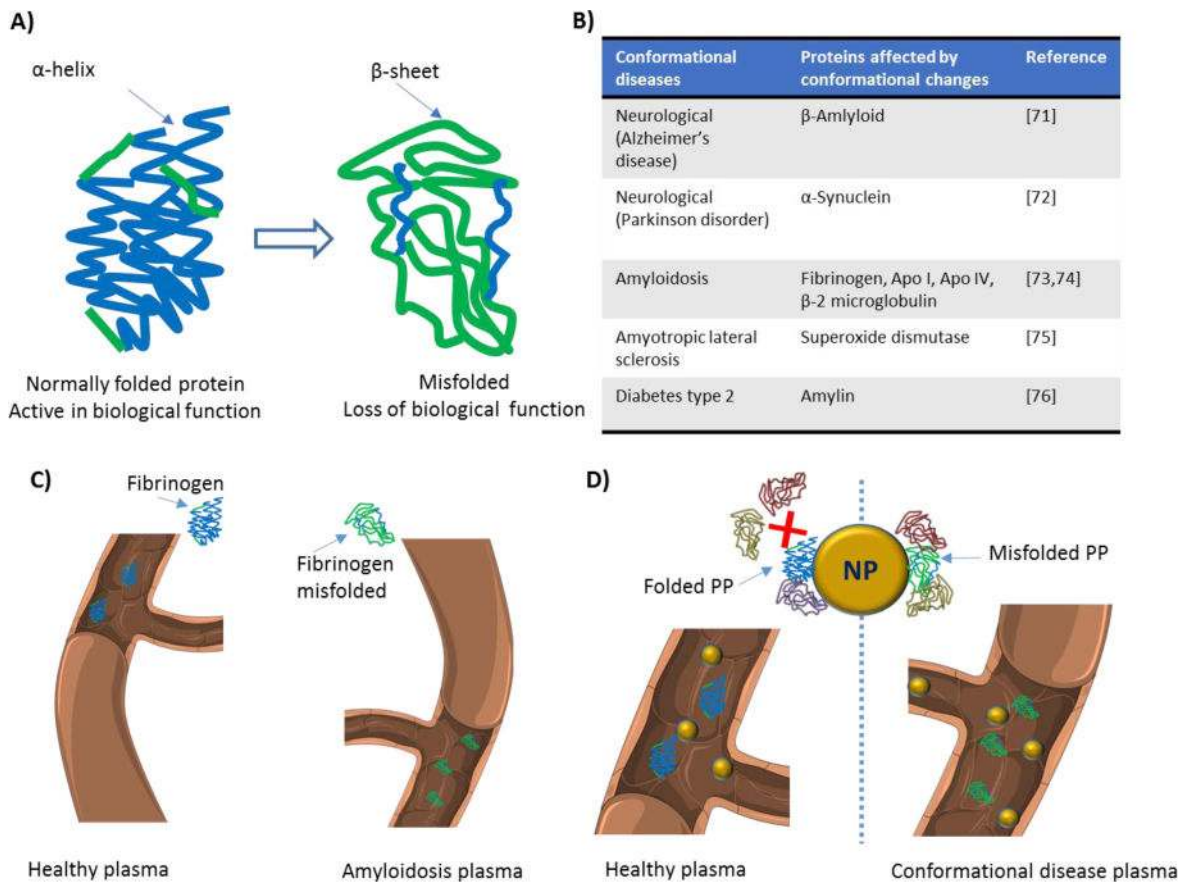 A)
α-helix
β-sheet
Normally folded protein
Active in biological function
Misfolded
Loss of biological function
B)
Conformational diseases
Proteins affected by conformational changes
Reference
Neurological
(Alzheimer's
disease)
β-Amlyloid
[71]
Neurological
(Parkinson disorder)
α-Synuclein
[72]
Amyloidosis
Fibrinogen, Apo I, Apo IV,
β-2 microglobulin
[73,74]
Amyotropic lateral
sclerosis
Superoxide dismutase
[75]
Diabetes type 2
Amylin
[76]
C)
Fibrinogen
Fibrinogen
misfolded
Healthy plasma
Amyloidosis plasma
D)
NP
Misfolded PP
Folded PP
Healthy plasma
Conformational disease plasma